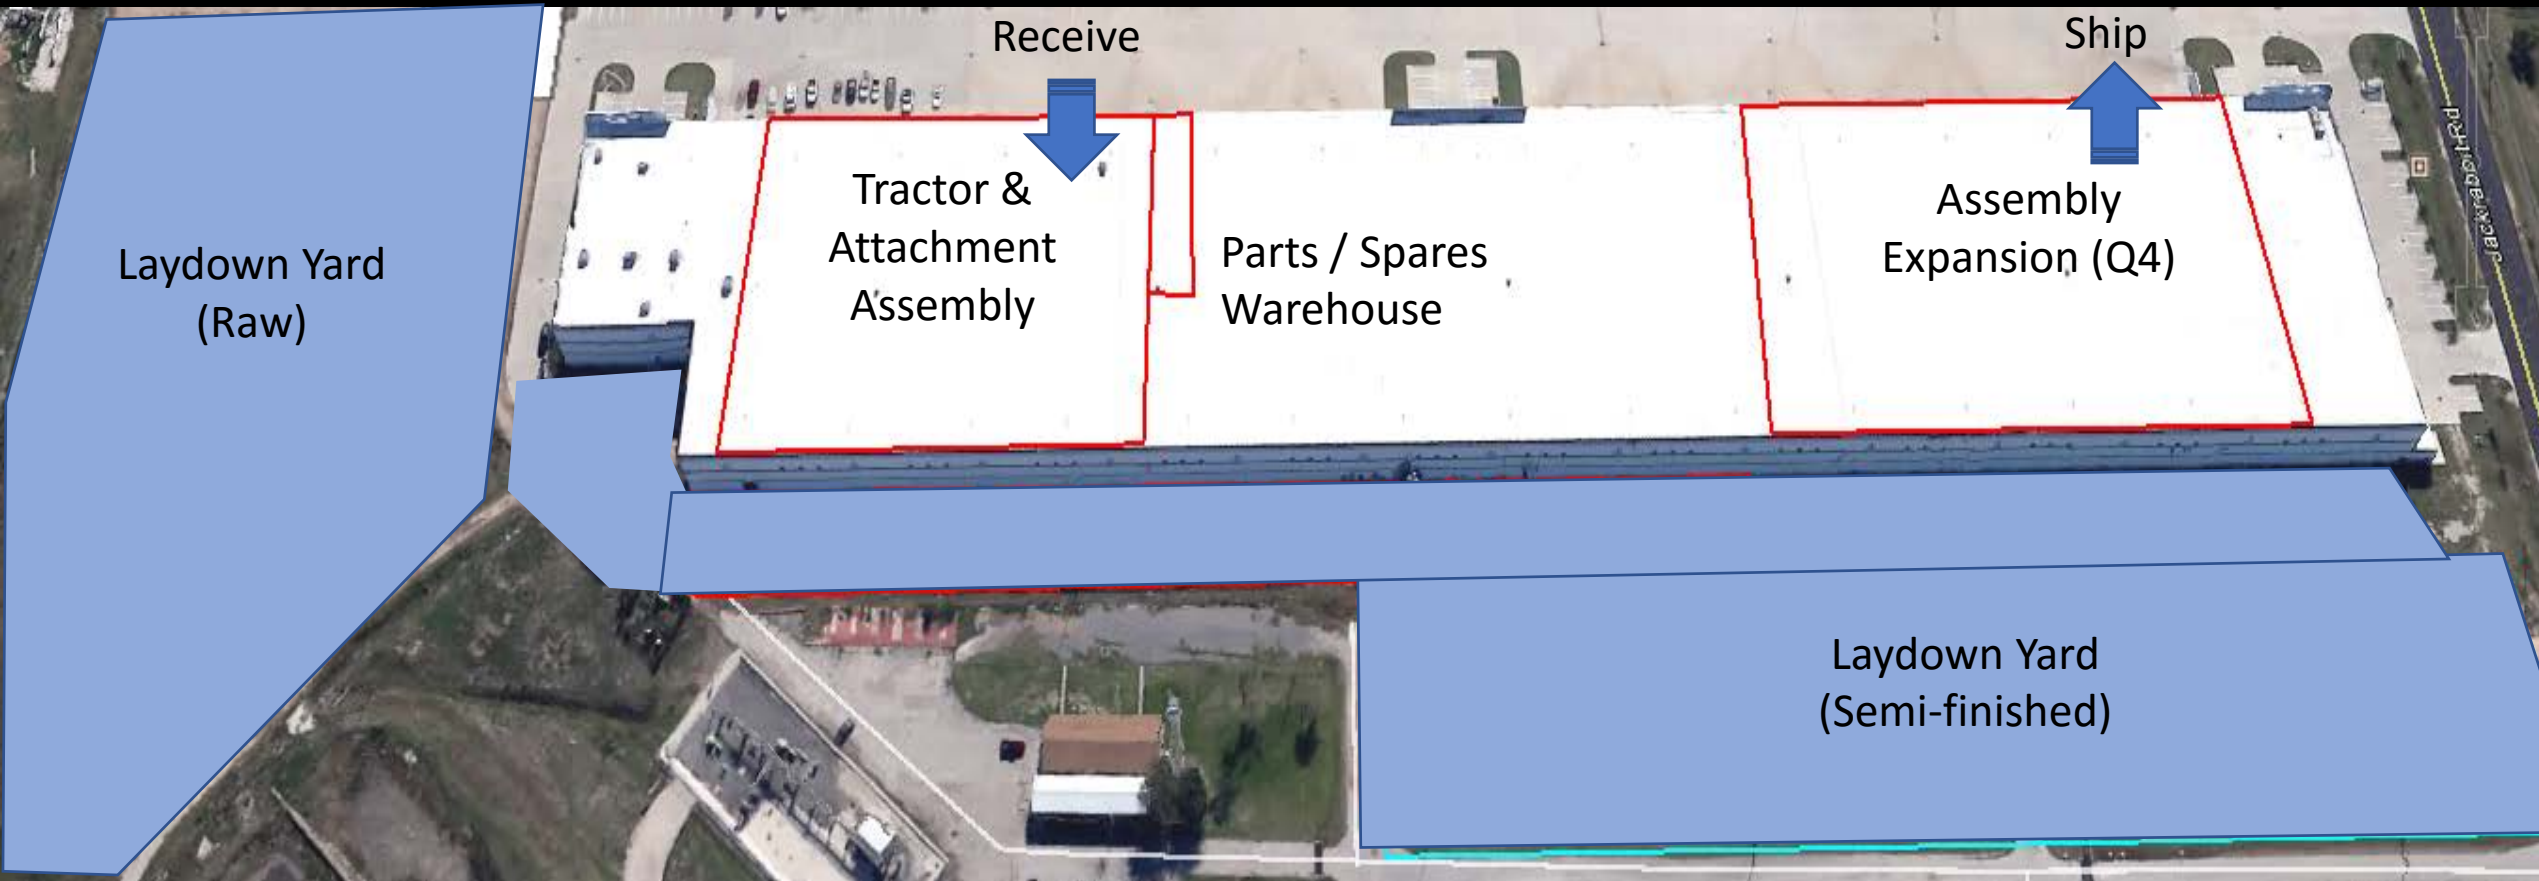 Receive
Ship
Tractor &
Attachment
Assembly
Parts / Spares
Warehouse
Assembly
Expansion (Q4)
Laydown Yard
(Raw)
Jackrabbit Rd
Laydown Yard
(Semi-finished)